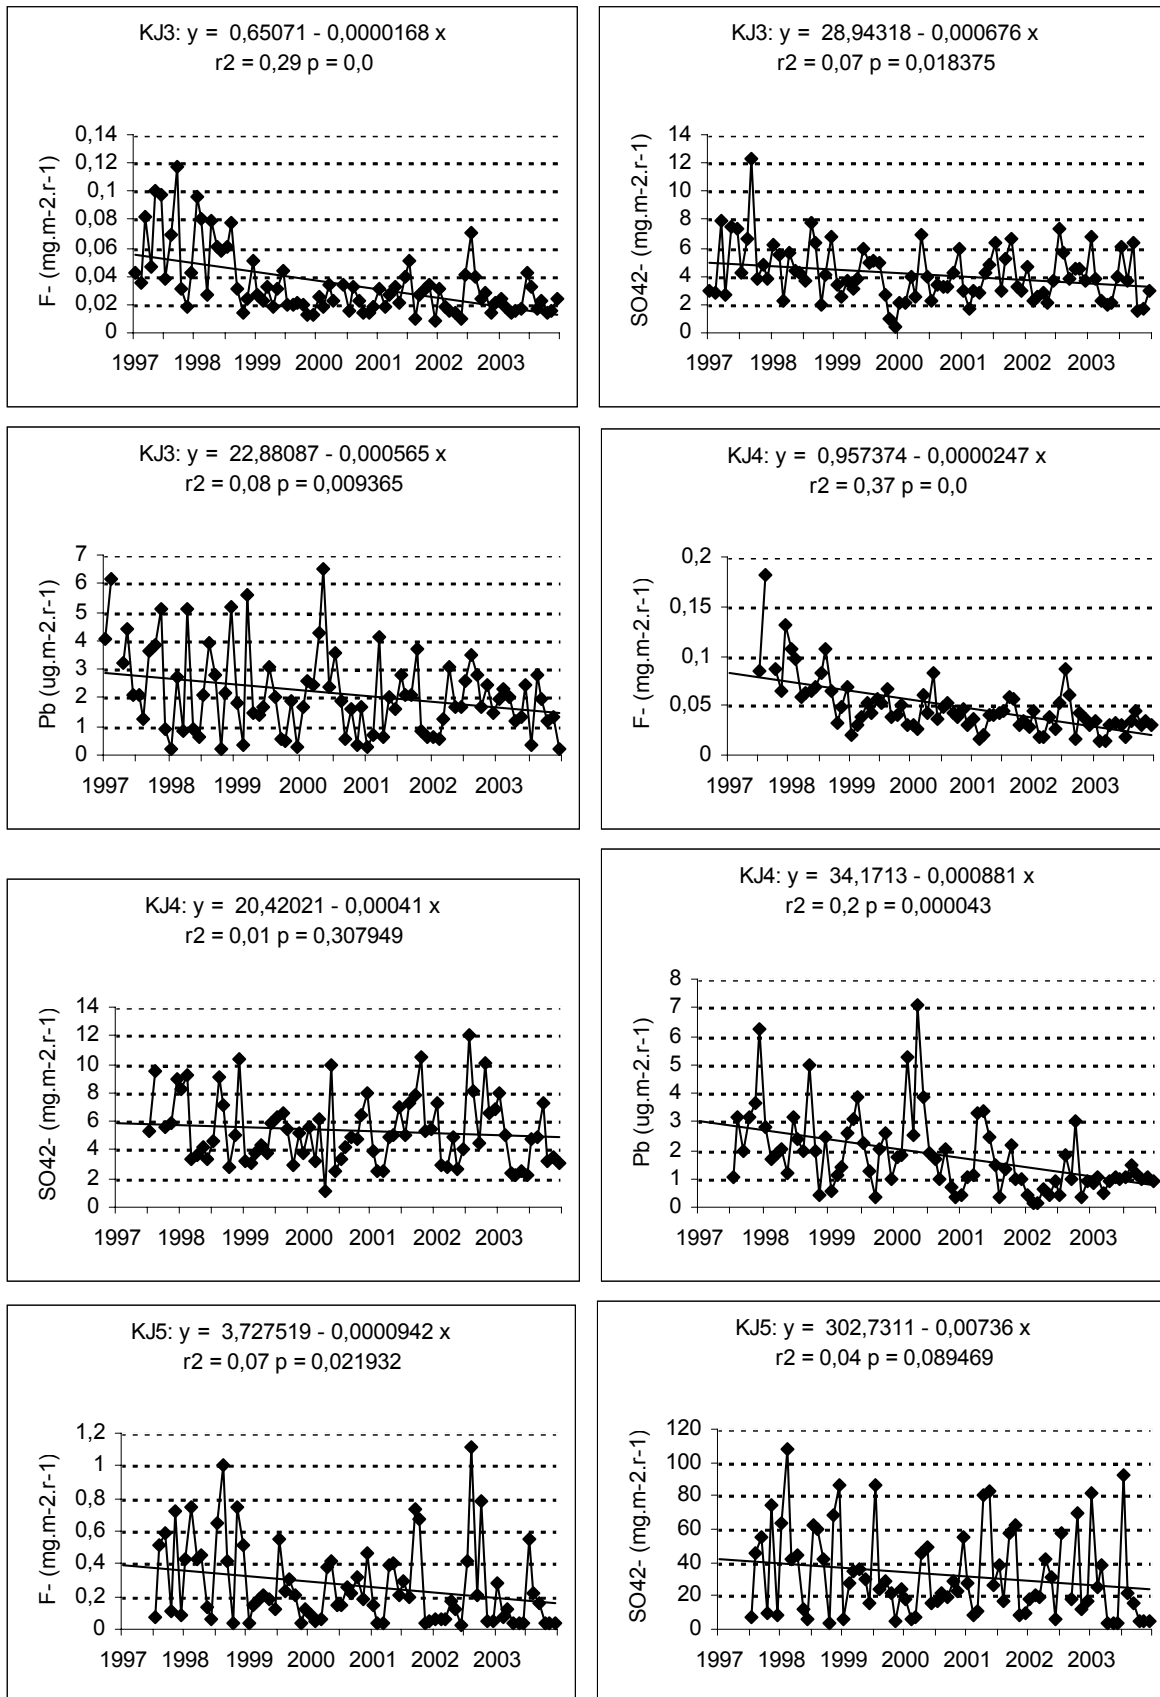 KJ3: y = 0,65071 - 0,0000168 x
r2 = 0,29 p = 0,0
F- (mg.m-2.r-1)
0,14
0,12
0,1
0,08
0,06
0,04
0,02
0
1997 1998 1999 2000 2001 2002 2003
KJ3: y = 28,94318 - 0,000676 x
r2 = 0,07 p = 0,018375
SO42- (mg.m-2.r-1)
14
12
10
8
6
4
2
0
1997 1998 1999 2000 2001 2002 2003
KJ3: y = 22,88087 - 0,000565 x
r2 = 0,08 p = 0,009365
Pb (ug.m-2.r-1)
7
6
5
4
3
2
1
0
1997 1998 1999 2000 2001 2002 2003
KJ4: y = 0,957374 - 0,0000247 x
r2 = 0,37 p = 0,0
F- (mg.m-2.r-1)
0,2
0,15
0,1
0,05
0
1997 1998 1999 2000 2001 2002 2003
KJ4: y = 20,42021 - 0,00041 x
r2 = 0,01 p = 0,307949
SO42- (mg.m-2.r-1)
14
12
10
8
6
4
2
0
1997 1998 1999 2000 2001 2002 2003
KJ4: y = 34,1713 - 0,000881 x
r2 = 0,2 p = 0,000043
Pb (ug.m-2.r-1)
8
7
6
5
4
3
2
1
0
1997 1998 1999 2000 2001 2002 2003
KJ5: y = 3,727519 - 0,0000942 x
r2 = 0,07 p = 0,021932
F- (mg.m-2.r-1)
1,2
1
0,8
0,6
0,4
0,2
0
1997 1998 1999 2000 2001 2002 2003
KJ5: y = 302,7311 - 0,00736 x
r2 = 0,04 p = 0,089469
SO42- (mg.m-2.r-1)
120
100
80
60
40
20
0
1997 1998 1999 2000 2001 2002 2003